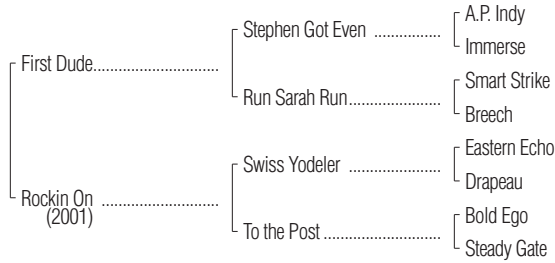 Stephen Got Even ................
A.P. Indy
Immerse
First Dude..............................
Run Sarah Run......................
Smart Strike
Breech
Swiss Yodeler .....................
Eastern Echo
Drapeau
Rockin On ............................
(2001)
To the Post............................
Bold Ego
Steady Gate